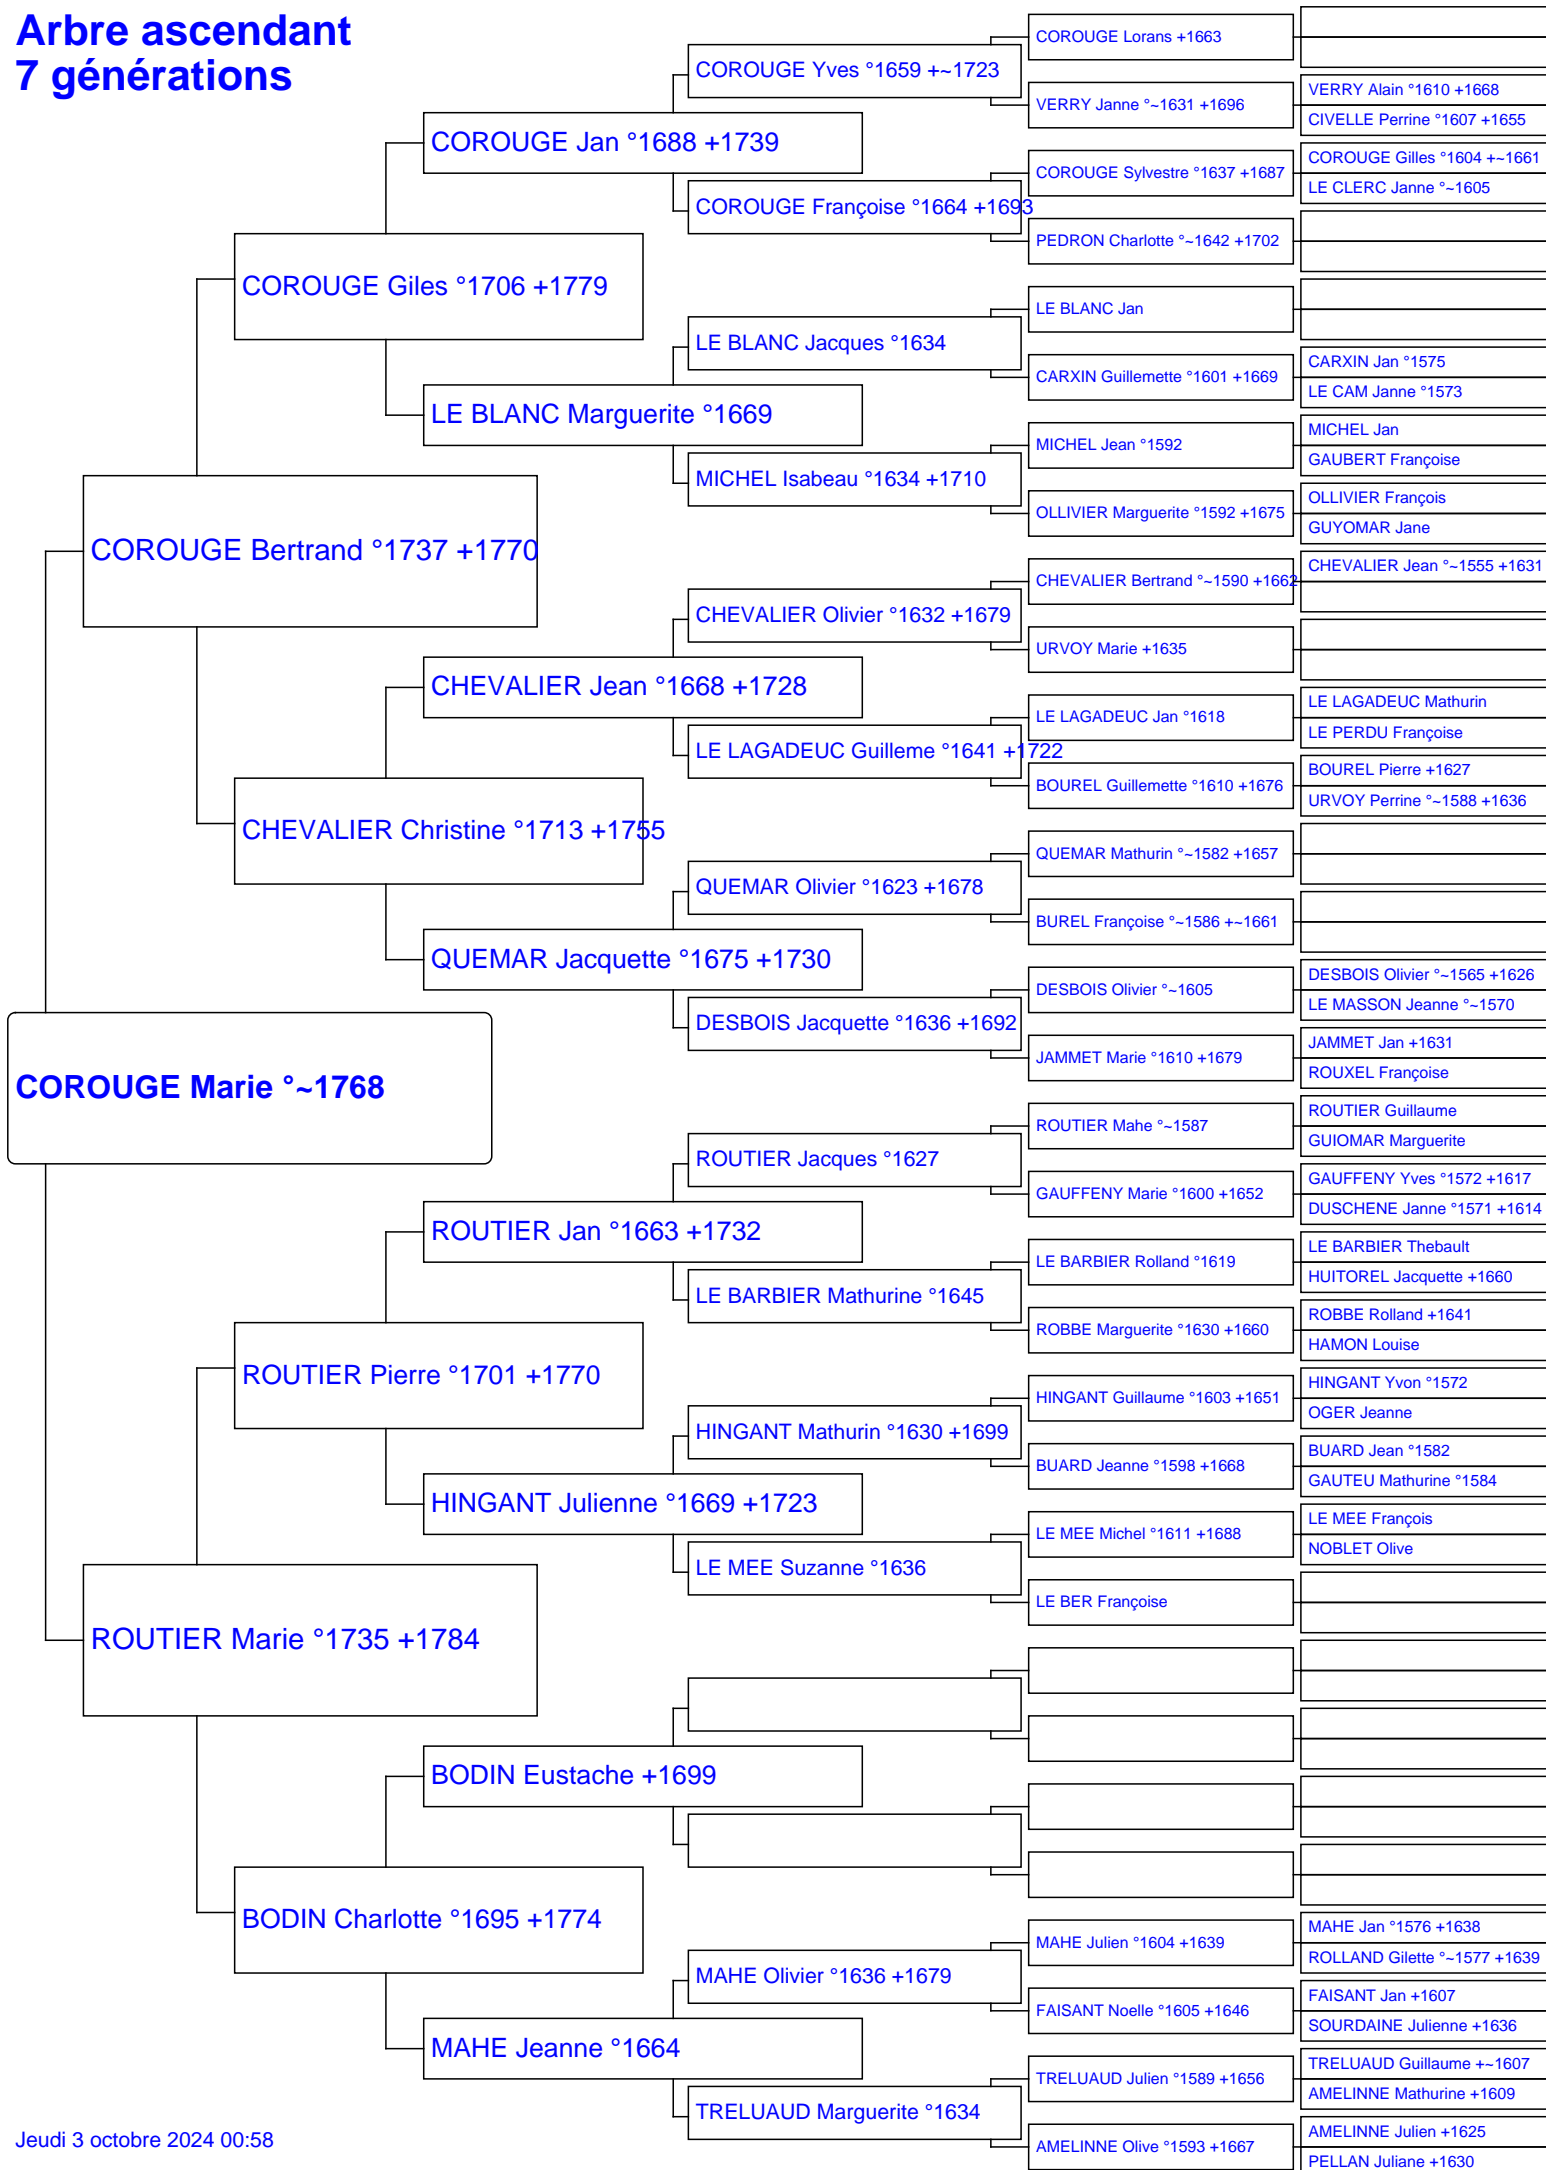 Arbre ascendant
7 générations
COROUGE Marie °~1768
COROUGE Bertrand °1737 +1770
ROUTIER Marie °1735 +1784
COROUGE Giles °1706 +1779
CHEVALIER Christine °1713 +1755
ROUTIER Pierre °1701 +1770
BODIN Charlotte °1695 +1774
COROUGE Jan °1688 +1739
LE BLANC Marguerite °1669
CHEVALIER Jean °1668 +1728
QUEMAR Jacquette °1675 +1730
ROUTIER Jan °1663 +1732
HINGANT Julienne °1669 +1723
BODIN Eustache +1699
MAHE Jeanne °1664
COROUGE Yves °1659 +~1723
COROUGE Françoise °1664 +1693
LE BLANC Jacques °1634
MICHEL Isabeau °1634 +1710
CHEVALIER Olivier °1632 +1679
LE LAGADEUC Guilleme °1641 +1722
QUEMAR Olivier °1623 +1678
DESBOIS Jacquette °1636 +1692
ROUTIER Jacques °1627
LE BARBIER Mathurine °1645
HINGANT Mathurin °1630 +1699
LE MEE Suzanne °1636
MAHE Olivier °1636 +1679
TRELUAUD Marguerite °1634
COROUGE Lorans +1663
VERRY Janne °~1631 +1696
COROUGE Sylvestre °1637 +1687
PEDRON Charlotte °~1642 +1702
LE BLANC Jan
CARXIN Guillemette °1601 +1669
MICHEL Jean °1592
OLLIVIER Marguerite °1592 +1675
CHEVALIER Bertrand °~1590 +1662
URVOY Marie +1635
LE LAGADEUC Jan °1618
BOUREL Guillemette °1610 +1676
QUEMAR Mathurin °~1582 +1657
BUREL Françoise °~1586 +~1661
DESBOIS Olivier °~1605
JAMMET Marie °1610 +1679
ROUTIER Mahe °~1587
GAUFFENY Marie °1600 +1652
LE BARBIER Rolland °1619
ROBBE Marguerite °1630 +1660
HINGANT Guillaume °1603 +1651
BUARD Jeanne °1598 +1668
LE MEE Michel °1611 +1688
LE BER Françoise
MAHE Julien °1604 +1639
FAISANT Noelle °1605 +1646
TRELUAUD Julien °1589 +1656
AMELINNE Olive °1593 +1667
VERRY Alain °1610 +1668
CIVELLE Perrine °1607 +1655
COROUGE Gilles °1604 +~1661
LE CLERC Janne °~1605
CARXIN Jan °1575
LE CAM Janne °1573
MICHEL Jan
GAUBERT Françoise
OLLIVIER François
GUYOMAR Jane
CHEVALIER Jean °~1555 +1631
LE LAGADEUC Mathurin
LE PERDU Françoise
BOUREL Pierre +1627
URVOY Perrine °~1588 +1636
DESBOIS Olivier °~1565 +1626
LE MASSON Jeanne °~1570
JAMMET Jan +1631
ROUXEL Françoise
ROUTIER Guillaume
GUIOMAR Marguerite
GAUFFENY Yves °1572 +1617
DUSCHENE Janne °1571 +1614
LE BARBIER Thebault
HUITOREL Jacquette +1660
ROBBE Rolland +1641
HAMON Louise
HINGANT Yvon °1572
OGER Jeanne
BUARD Jean °1582
GAUTEU Mathurine °1584
LE MEE François
NOBLET Olive
MAHE Jan °1576 +1638
ROLLAND Gilette °~1577 +1639
FAISANT Jan +1607
SOURDAINE Julienne +1636
TRELUAUD Guillaume +~1607
AMELINNE Mathurine +1609
AMELINNE Julien +1625
PELLAN Juliane +1630
Jeudi 3 octobre 2024 00:58